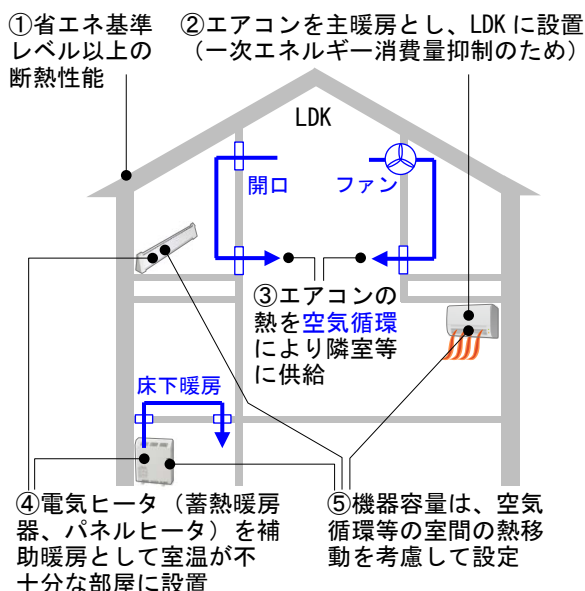 ①省エネ基準
レベル以上の
断熱性能
②エアコンを主暖房とし、LDKに設置
（一次エネルギー消費量抑制のため）
LDK
開口
ファン
③エアコンの
熱を空気循環
により隣室等
に供給
床下暖房
④電気ヒータ（蓄熱暖房
器、パネルヒータ）を補
助暖房として室温が不
十分な部屋に設置
⑤機器容量は、空気
循環等の室間の熱移
動を考慮して設定